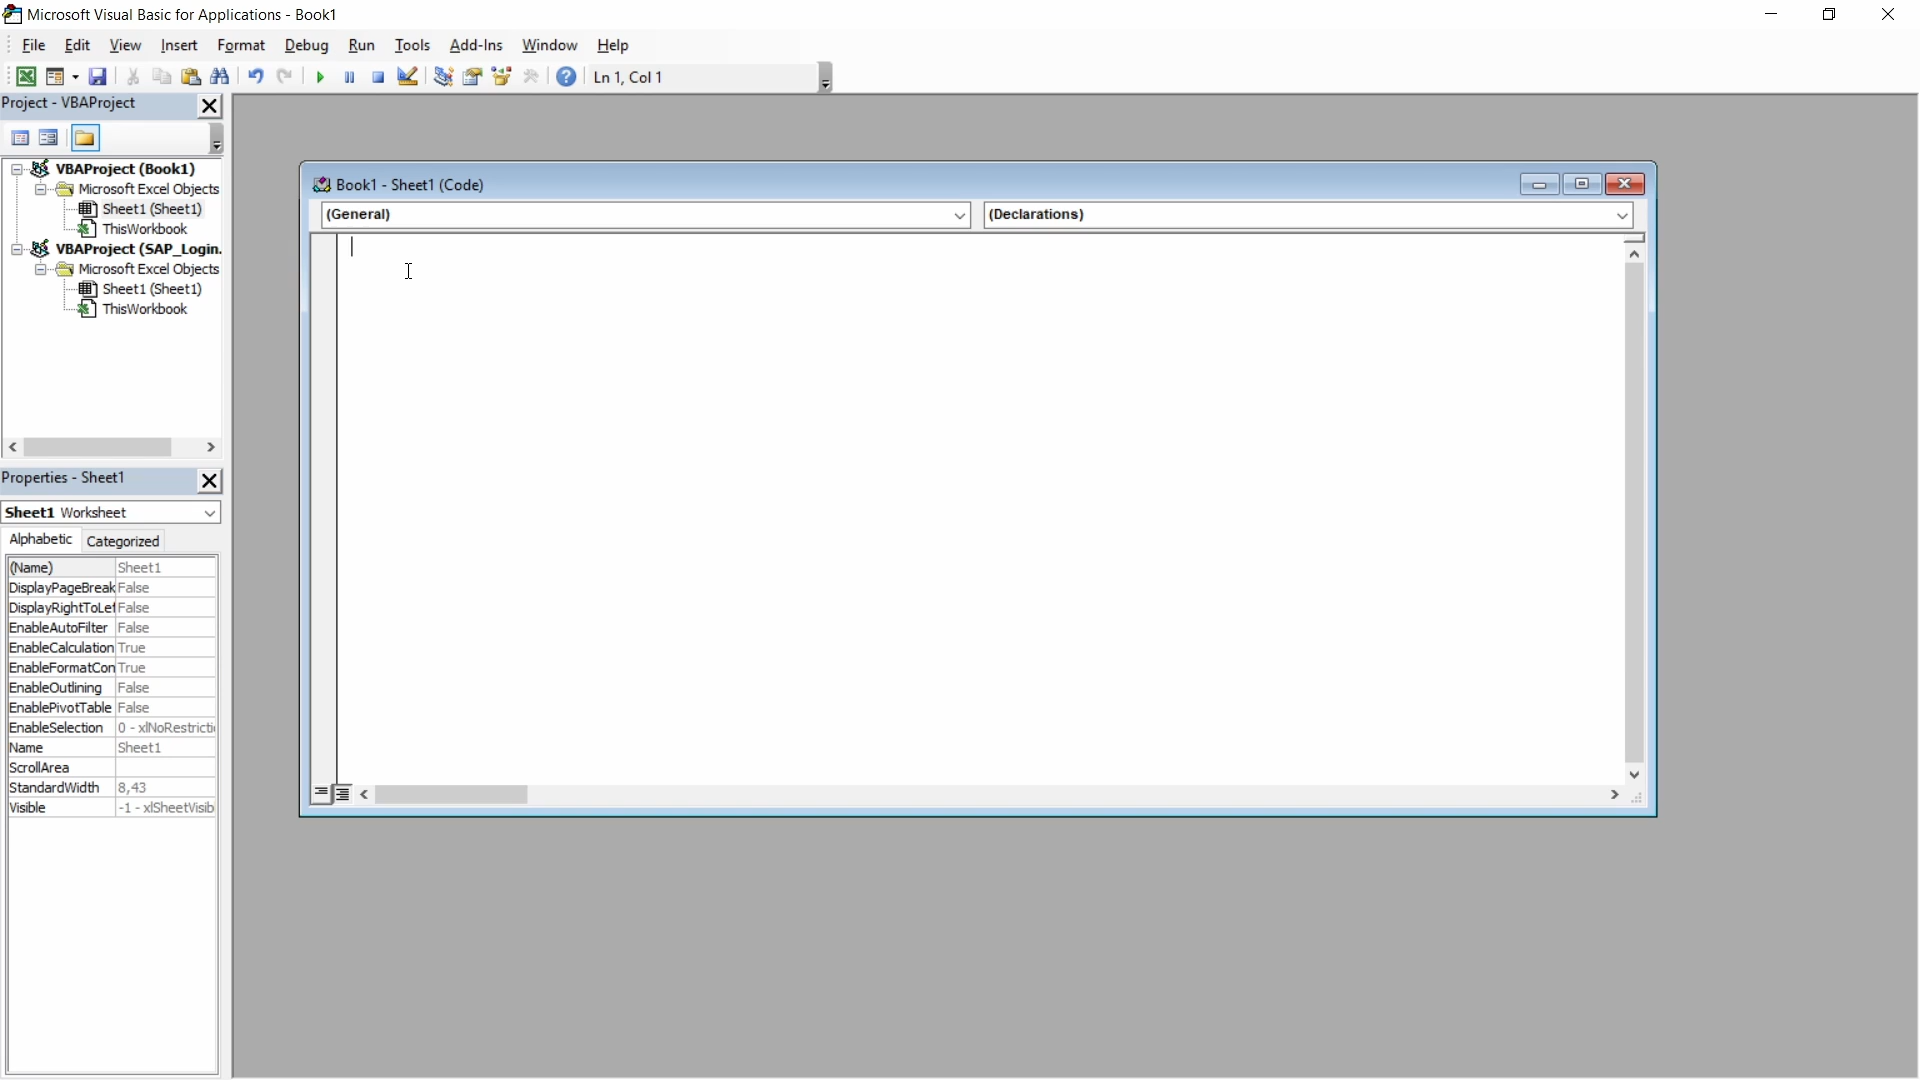 Microsoft Visual Basic for Applications - Book1
File Edit View Insert Format Debug Run Tools Add-Ins Window Help
Ln 1, Col 1
Project - VBAProject
VBAProject (Book1)
Microsoft Excel Objects
Sheet1 (Sheet1)
ThisWorkbook
VBAProject (SAP_Login.
Microsoft Excel Objects
Sheet1 (Sheet1)
ThisWorkbook
Properties - Sheet1
Sheet1 Worksheet
Alphabetic Categorized
(Name) Sheet1
DisplayPageBreak False
DisplayRightToLef False
EnableAutoFilter False
EnableCalculation True
EnableFormatCon True
EnableOutlining False
EnablePivotTable False
EnableSelection 0 - xlNoRestricti
Name Sheet1
ScrollArea
StandardWidth 8,43
Visible -1 - xlSheetVisib
Book1 - Sheet1 (Code)
(General) (Declarations)